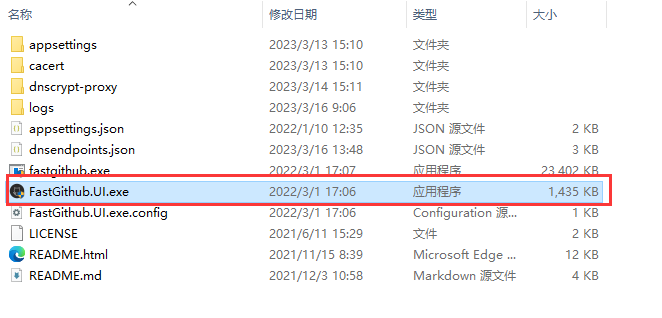 名称 修改日期 类型 大小
appsettings 2023/3/13 15:10 文件夹
cacert 2023/3/13 15:10 文件夹
dnscrypt-proxy 2023/3/14 15:11 文件夹
logs 2023/3/16 9:06 文件夹
appsettings.json 2022/1/10 12:35 JSON 源文件 2 KB
dnsendpoints.json 2023/3/16 13:48 JSON 源文件 3 KB
fastgithub.exe 2022/3/1 17:07 应用程序 23,402 KB
FastGithub.UI.exe 2022/3/1 17:06 应用程序 1,435 KB
FastGithub.UI.exe.config 2022/3/1 17:06 Configuration 源... 1 KB
LICENSE 2021/6/11 15:29 文件 2 KB
README.html 2021/11/15 8:39 Microsoft Edge ... 12 KB
README.md 2021/12/3 10:58 Markdown 源文件 4 KB